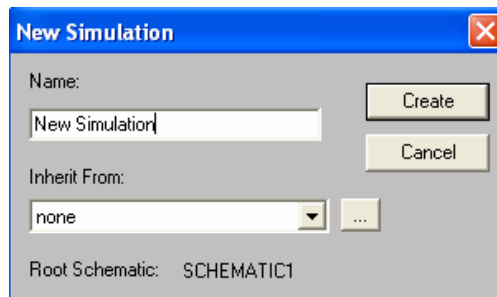 New Simulation
Name:
New Simulation
Create
Cancel
Inherit From:
none
...
Root Schematic: SCHEMATIC1